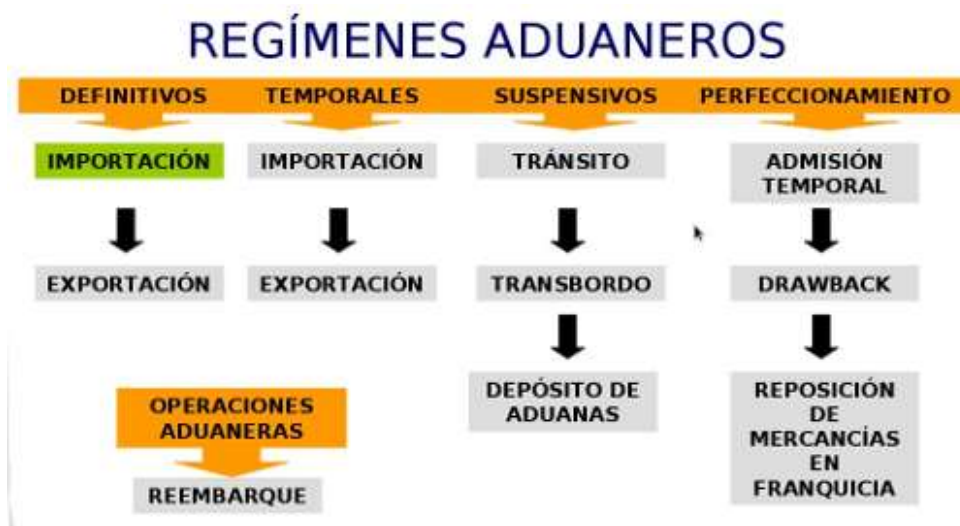 REGÍMENES ADUANEROS
DEFINITIVOS
TEMPORALES
SUSPENSIVOS
PERFECCIONAMIENTO
IMPORTACIÓN
IMPORTACIÓN
TRÁNSITO
ADMISIÓN
TEMPORAL
EXPORTACIÓN
EXPORTACIÓN
TRANSBORDO
DRAWBACK
DEPÓSITO DE
ADUANAS
REPOSICIÓN
DE
MERCANCÍAS
EN
FRANQUICIA
OPERACIONES
ADUANERAS
REEMBARQUE